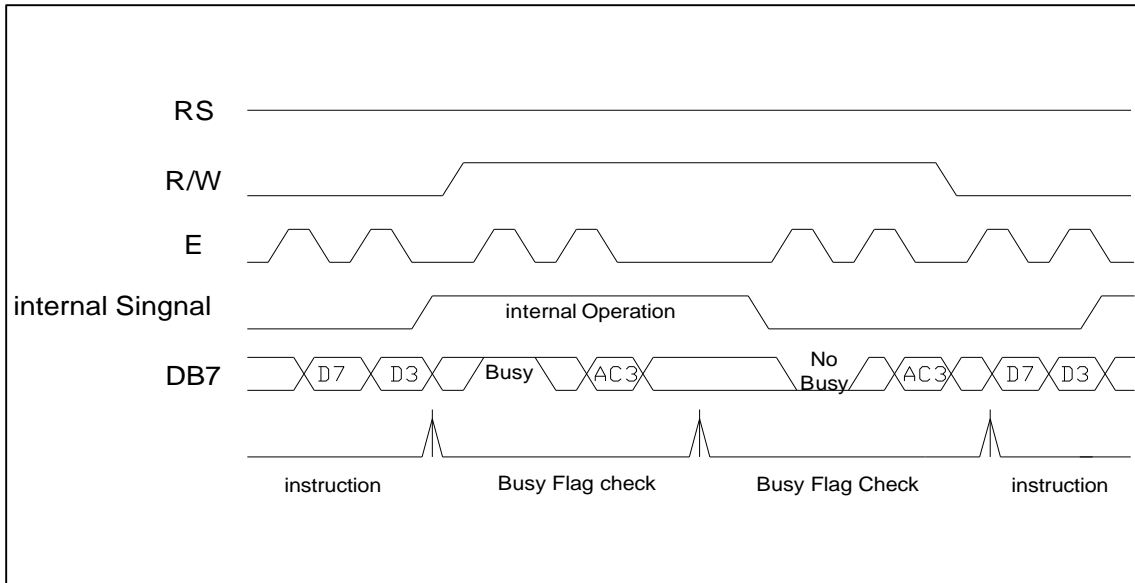 RS
R/W
E
internal Singnal
internal Operation
DB7
D7
D3
Busy
AC3
No
Busy
AC3
D7
D3
instruction
Busy Flag check
Busy Flag Check
instruction